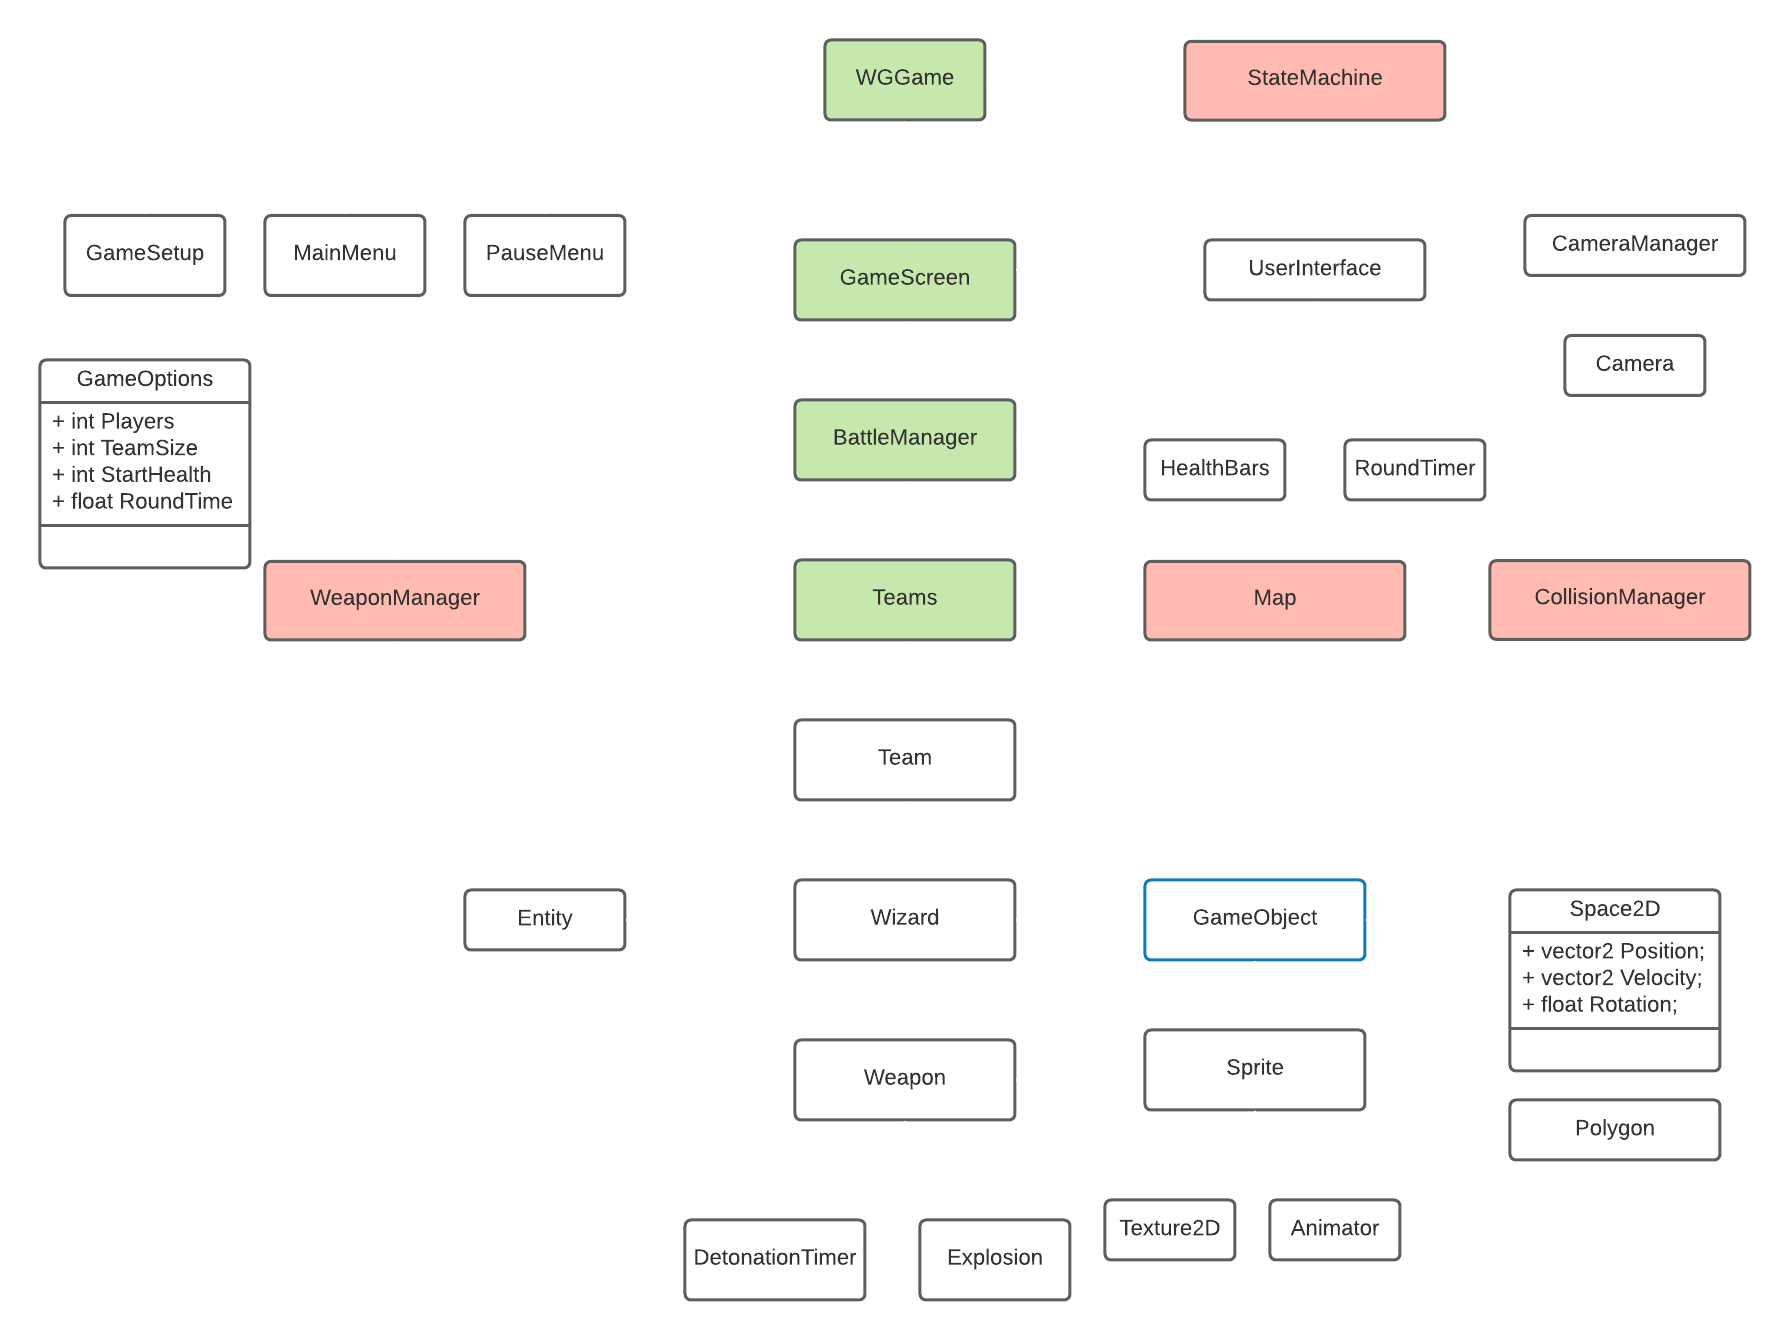 WGGame
StateMachine
GameSetup
MainMenu
PauseMenu
GameScreen
UserInterface
CameraManager
Camera
GameOptions
+ int Players
+ int TeamSize
+ int StartHealth
+ float RoundTime
BattleManager
HealthBars
RoundTimer
WeaponManager
Teams
Map
CollisionManager
Team
Entity
Wizard
GameObject
Space2D
+ vector2 Position;
+ vector2 Velocity;
+ float Rotation;
Weapon
Sprite
Polygon
DetonationTimer
Explosion
Texture2D
Animator